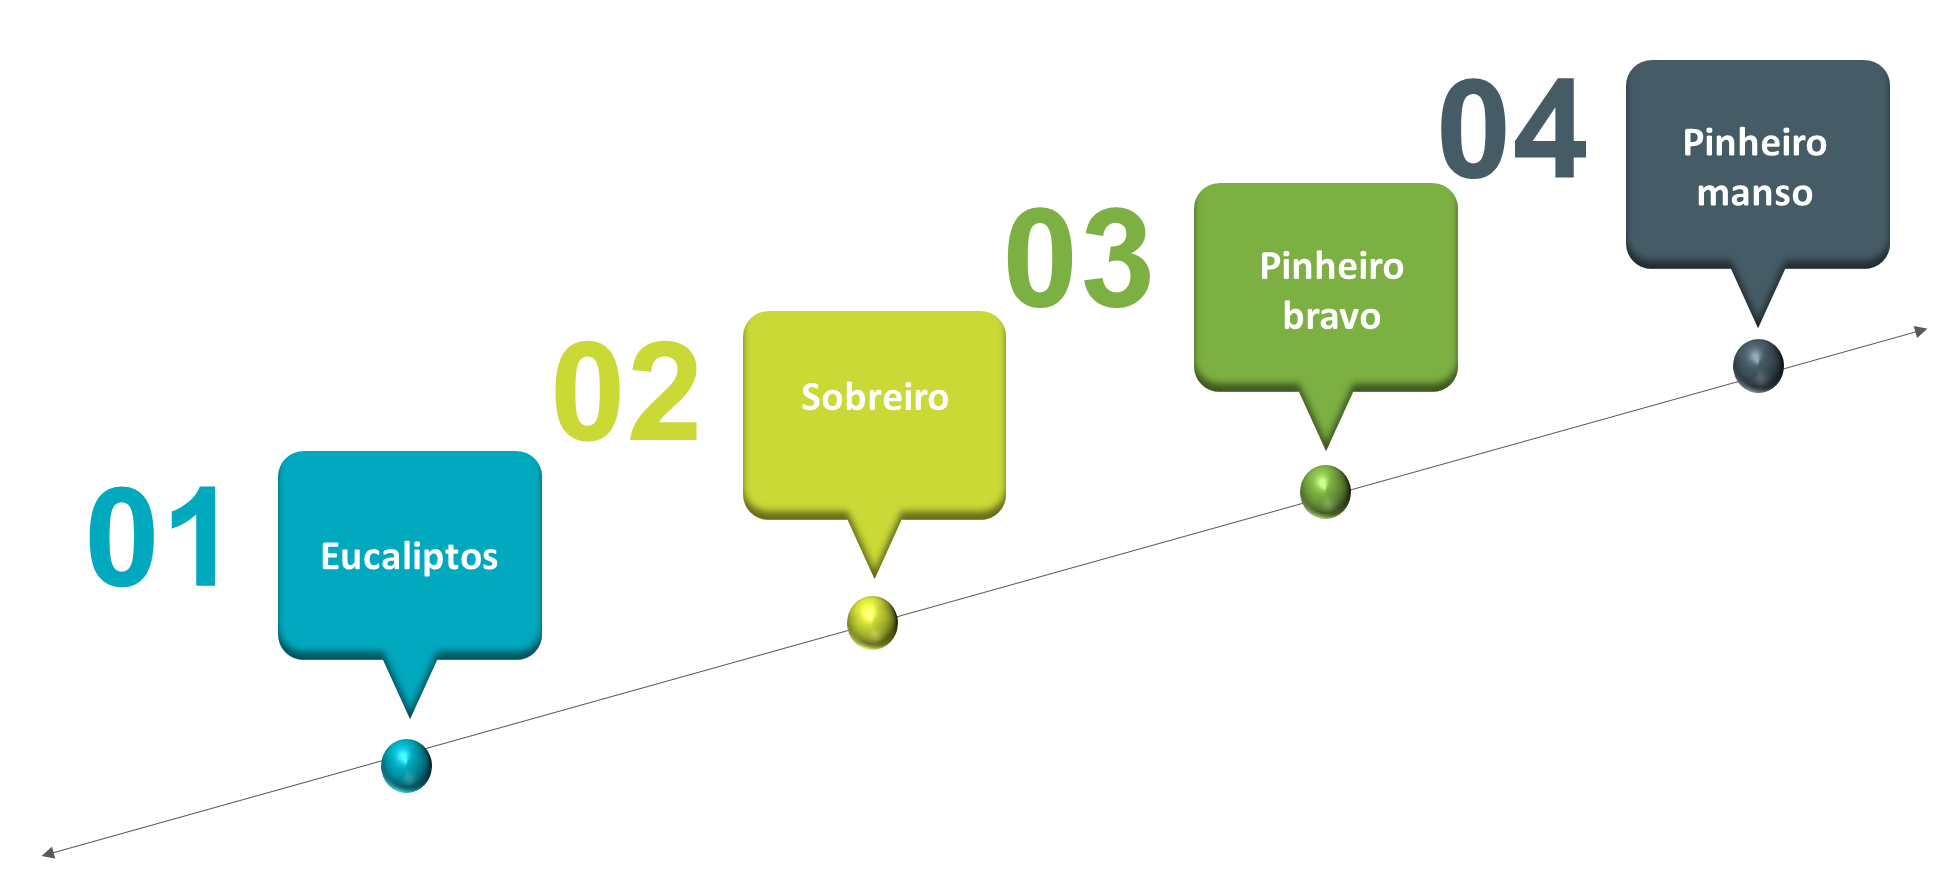 01
Eucaliptos
02
Sobreiro
03
Pinheiro
bravo
04
Pinheiro
manso